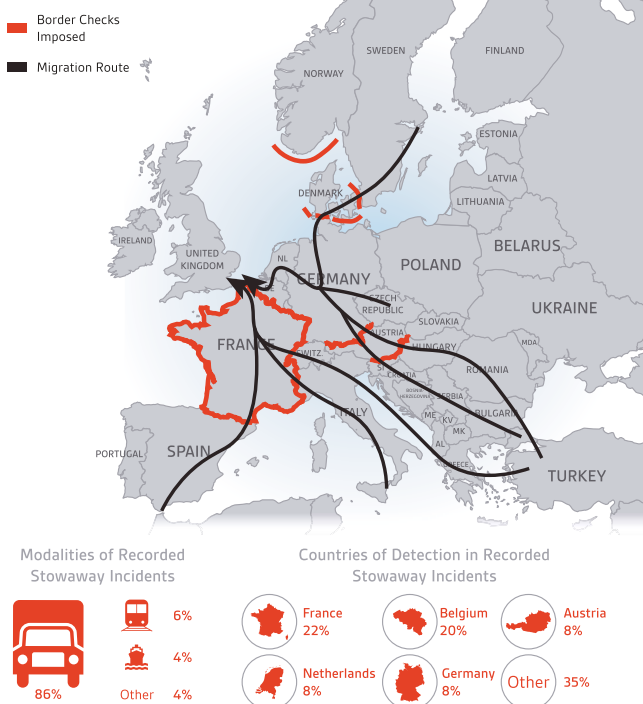 Border Checks
Imposed
Migration Route
SWEDEN
FINLAND
NORWAY
ESTONIA
LATVIA
DENMARK
LITHUANIA
IRELAND
UNITED
KINGDOM
NL
BELARUS
POLAND
GERMANY
CZECH
REPUBLIC
UKRAINE
SLOVAKIA
AUSTRIA
FRANCE
SWITZ.
HUNGARY
MDA
ROMANIA
CROATIA
BOSNIA
HERZEGOVINA
SERBIA
ITALY
ME
KV
BULGARIA
MK
PORTUGAL
SPAIN
AL
GREECE
TURKEY
Modalities of Recorded
Stowaway Incidents
86%
6%
4%
Other 4%
Countries of Detection in Recorded
Stowaway Incidents
France
22%
Belgium
20%
Austria
8%
Netherlands
8%
Germany
8%
Other 35%